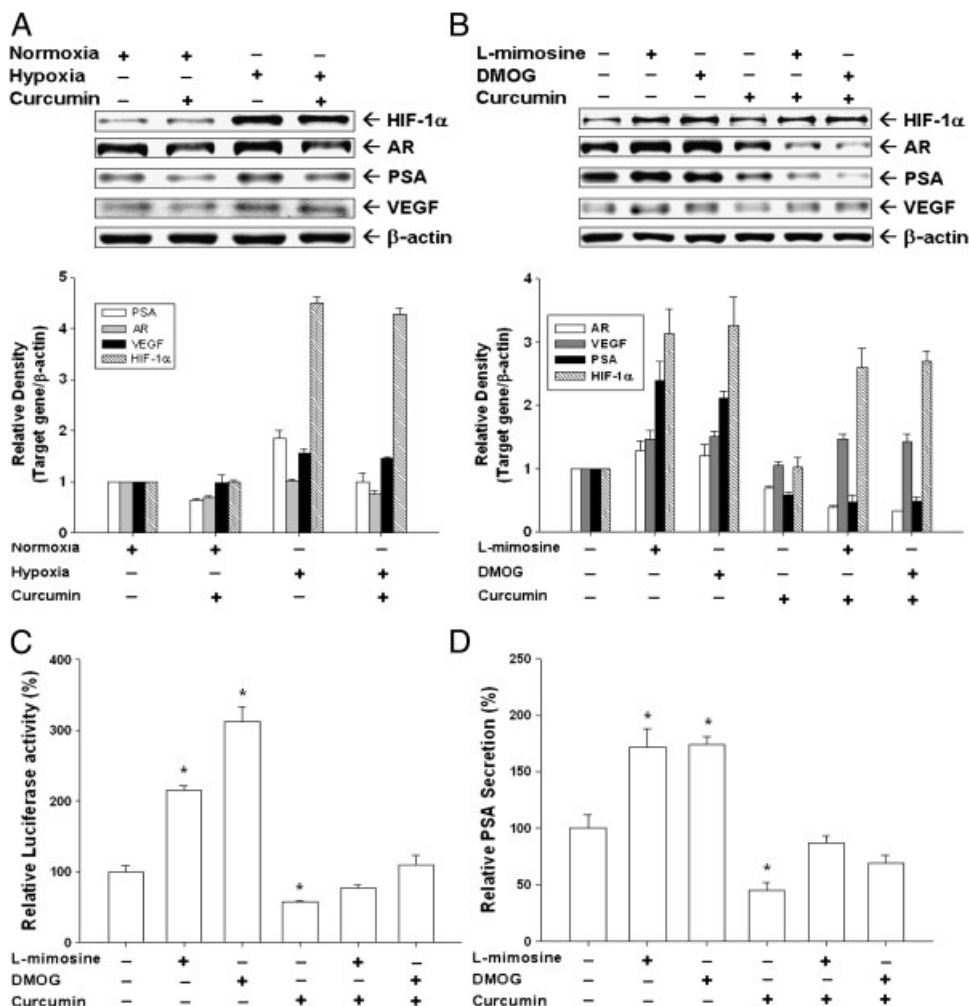 A
Normoxia + + − −
Hypoxia − − + +
Curcumin − + − +
← HIF-1α
← AR
← PSA
← VEGF
← β-actin
Relative Density
(Target gene/β-actin)
5
4
3
2
1
0
PSA
AR
VEGF
HIF-1α
Normoxia + + − −
Hypoxia − − + +
Curcumin − + − +
B
L-mimosine − + − − + −
DMOG − − + − − +
Curcumin − − − + + +
← HIF-1α
← AR
← PSA
← VEGF
← β-actin
Relative Density
(Target gene/β-actin)
4
3
2
1
0
AR
VEGF
PSA
HIF-1α
L-mimosine − + − − + −
DMOG − − + − − +
Curcumin − − − + + +
C
Relative Luciferase activity (%)
400
300
200
100
0
* * *
L-mimosine − + − − + −
DMOG − − + − − +
Curcumin − − − + + +
D
Relative PSA Secretion (%)
250
200
150
100
50
0
* * *
L-mimosine − + − − + −
DMOG − − + − − +
Curcumin − − − + + +